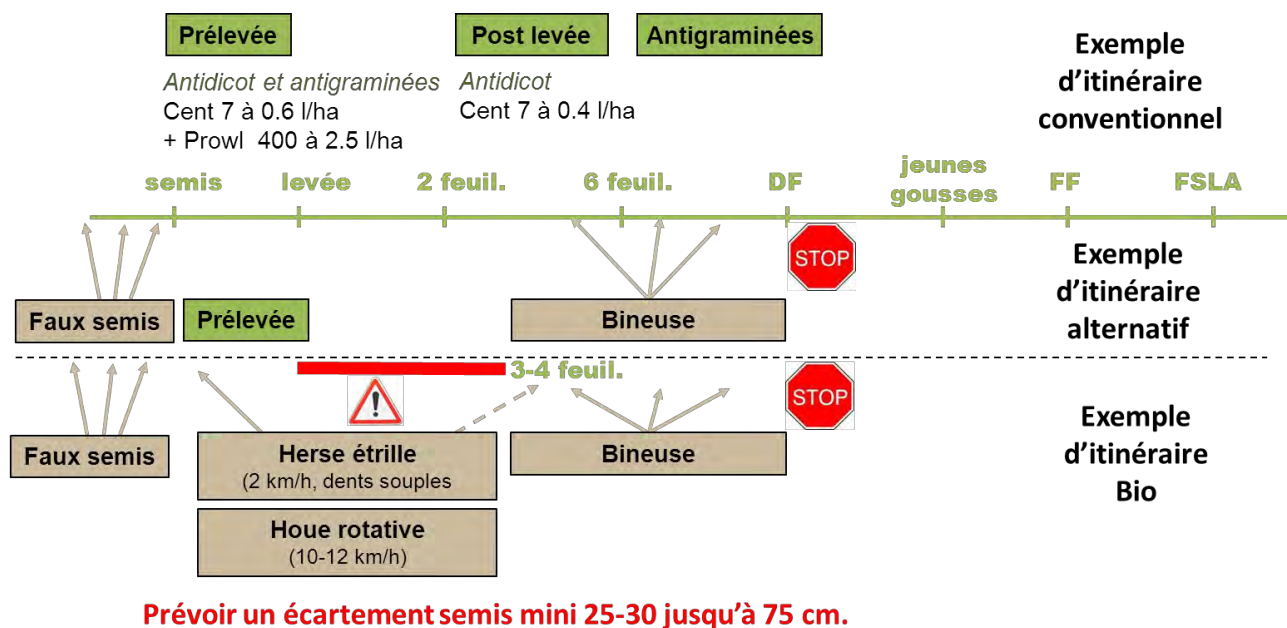 Prélevée
Antidicot et antigraminées
Cent 7 à 0.6 l/ha
+ Prowl 400 à 2.5 l/ha
Post levée
Antidicot
Cent 7 à 0.4 l/ha
Antigraminées
Exemple
d'itinéraire
conventionnel
semis
levée
2 feuil.
6 feuil.
DF
jeunes
gousses
FF
FSLA
Faux semis
Prélevée
Bineuse
STOP
Exemple
d'itinéraire
alternatif
3-4 feuil.
Faux semis
Herse étrille
(2 km/h, dents souples
Houe rotative
(10-12 km/h)
Bineuse
STOP
Exemple
d'itinéraire
Bio
Prévoir un écartement semis mini 25-30 jusqu'à 75 cm.